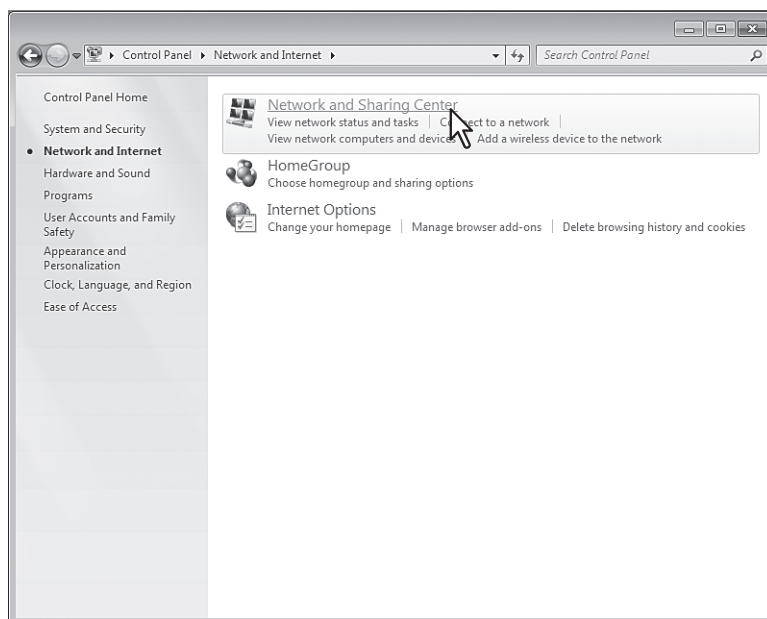 Control Panel
Network and Internet
Search Control Panel
Control Panel Home
System and Security
Network and Internet
Hardware and Sound
Programs
User Accounts and Family
Safety
Appearance and
Personalization
Clock, Language, and Region
Ease of Access
Network and Sharing Center
View network status and tasks
to a network
View network computers and
Add a wireless device to the network
HomeGroup
Choose homegroup and sharing options
Internet Options
Change your homepage
Manage browser add-ons
Delete browsing history and cookies